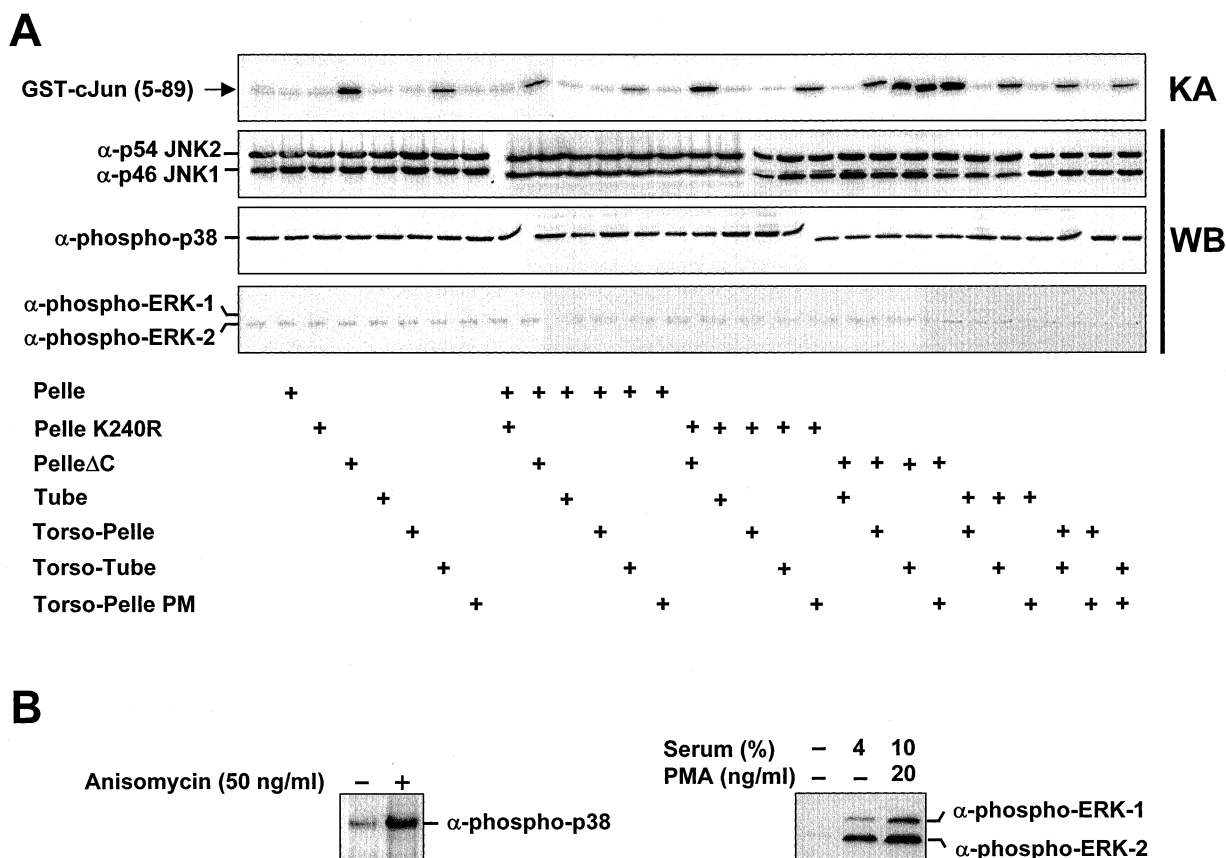 A
GST-cJun (5-89)
KA
α-p54 JNK2
α-p46 JNK1
α-phospho-p38
WB
α-phospho-ERK-1
α-phospho-ERK-2
Pelle + + + + + + +
Pelle K240R + + + + + + +
PelleΔC + + + + + + +
Tube + + + + + + +
Torso-Pelle + + + + + + +
Torso-Tube + + + + + + +
Torso-Pelle PM + + + + + + +
B
Serum (%) – 4 10
Anisomycin (50 ng/ml) – +
PMA (ng/ml) – – 20
α-phospho-p38
α-phospho-ERK-1
α-phospho-ERK-2